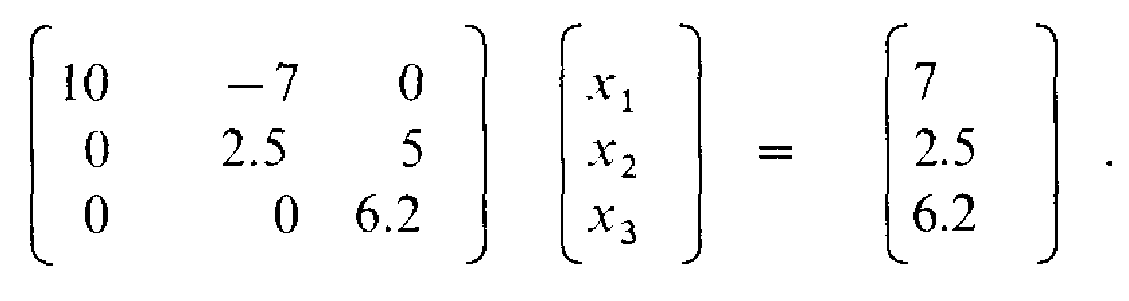 10 −7 0 x₁ 7
0 2.5 5 x₂ = 2.5 .
0 0 6.2 x₃ 6.2